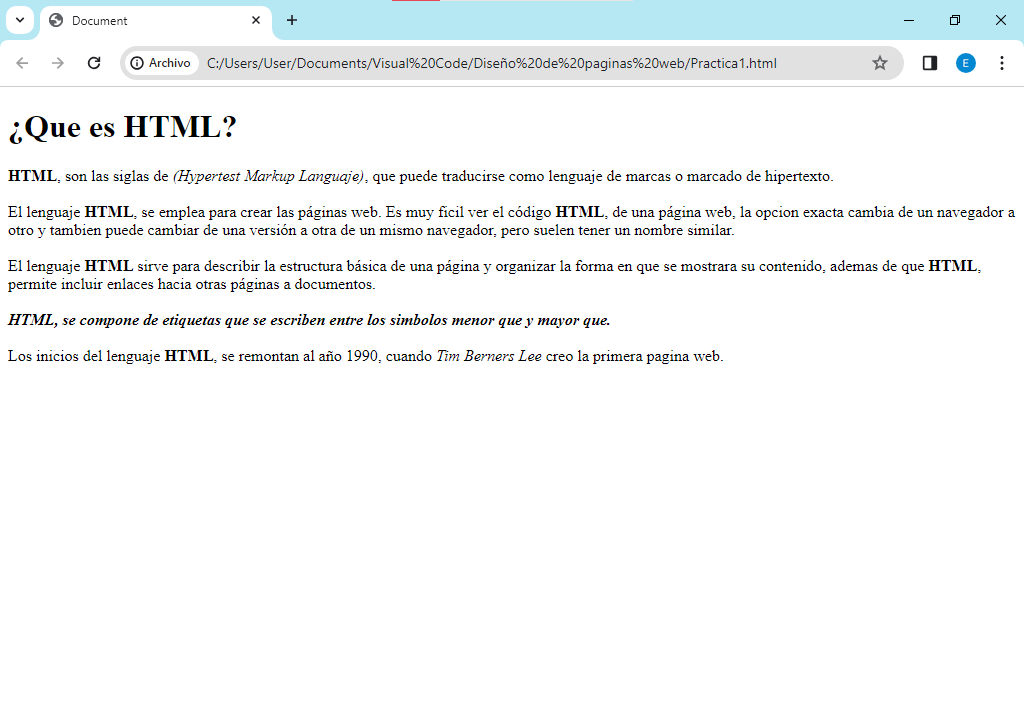 Document
Archivo C:/Users/User/Documents/Visual%20Code/Diseño%20de%20paginas%20web/Practica1.html
E
¿Que es HTML?
HTML, son las siglas de (Hypertest Markup Languaje), que puede traducirse como lenguaje de marcas o marcado de hipertexto.
El lenguaje HTML, se emplea para crear las páginas web. Es muy ficil ver el código HTML, de una página web, la opcion exacta cambia de un navegador a
otro y tambien puede cambiar de una versión a otra de un mismo navegador, pero suelen tener un nombre similar.
El lenguaje HTML sirve para describir la estructura básica de una página y organizar la forma en que se mostrara su contenido, ademas de que HTML,
permite incluir enlaces hacia otras páginas a documentos.
HTML, se compone de etiquetas que se escriben entre los simbolos menor que y mayor que.
Los inicios del lenguaje HTML, se remontan al año 1990, cuando Tim Berners Lee creo la primera pagina web.